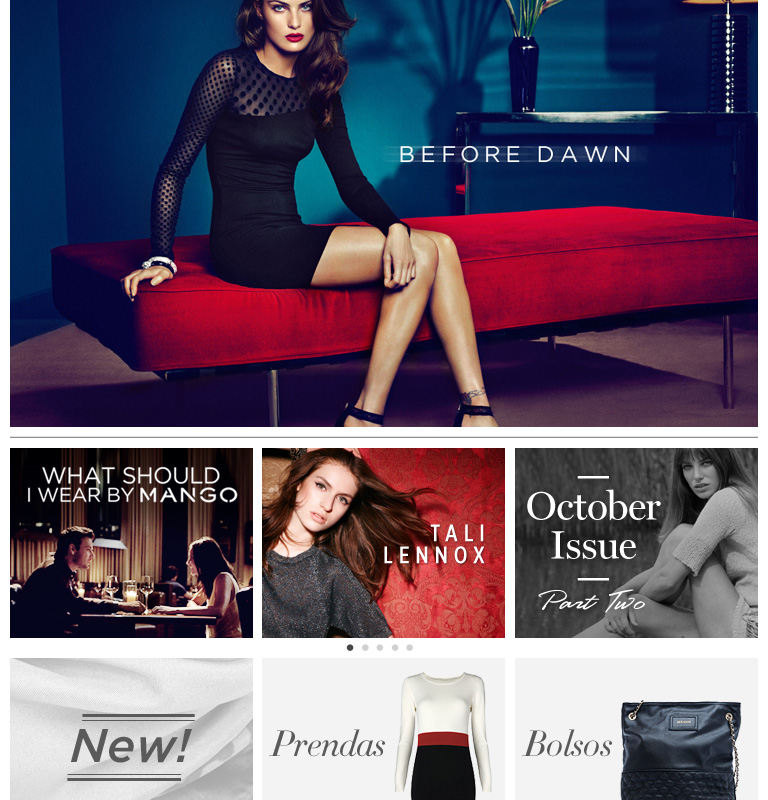 BEFORE DAWN
WHAT SHOULD
I WEAR BY MANGO
TALI
LENNOX
October
Issue
Part Two
New!
Prendas
Bolsos